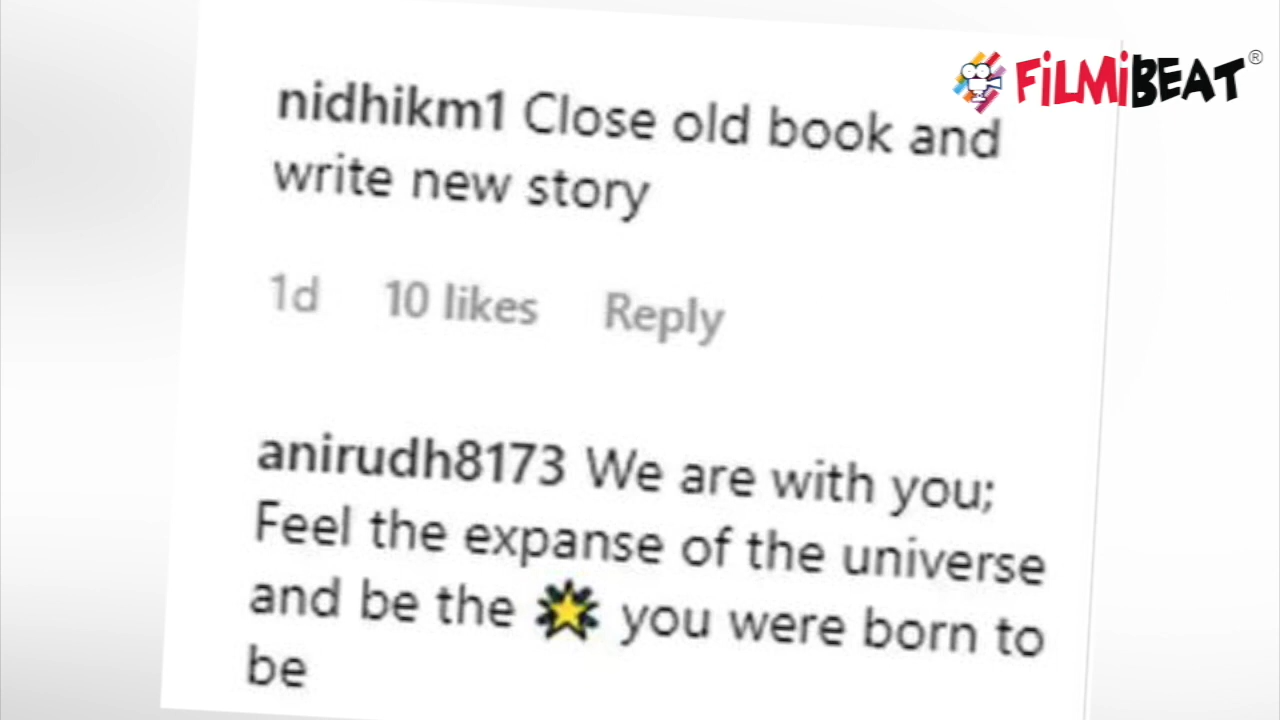 FiLMiBEAT®
nidhikm1 Close old book and
write new story
1d 10 likes Reply
anirudh8173 We are with you;
Feel the expanse of the universe
and be the 🌟 you were born to
be